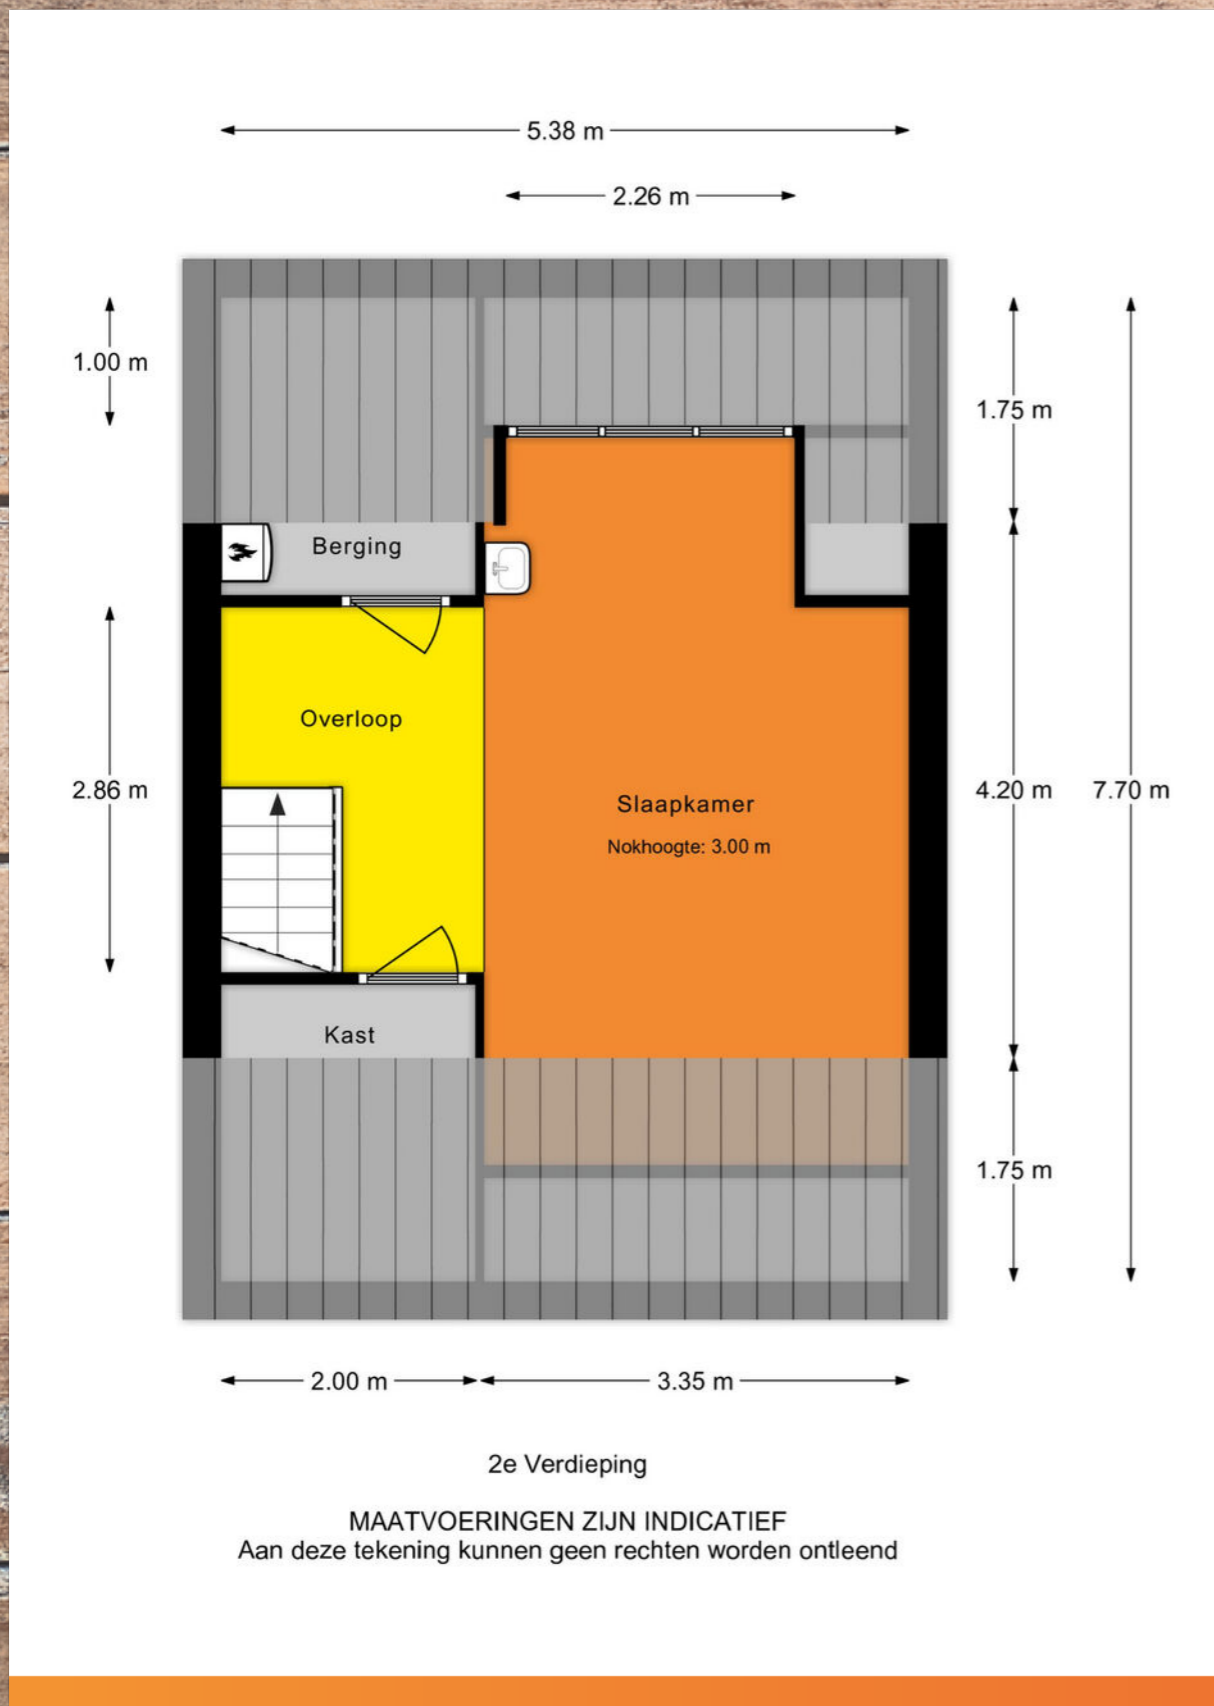 5.38 m
2.26 m
1.00 m
1.75 m
Berging
Overloop
2.86 m
Slaapkamer
Nokhoogte: 3.00 m
4.20 m
7.70 m
Kast
1.75 m
2.00 m
3.35 m
2e Verdieping
MAATVOERINGEN ZIJN INDICATIEF
Aan deze tekening kunnen geen rechten worden ontleend